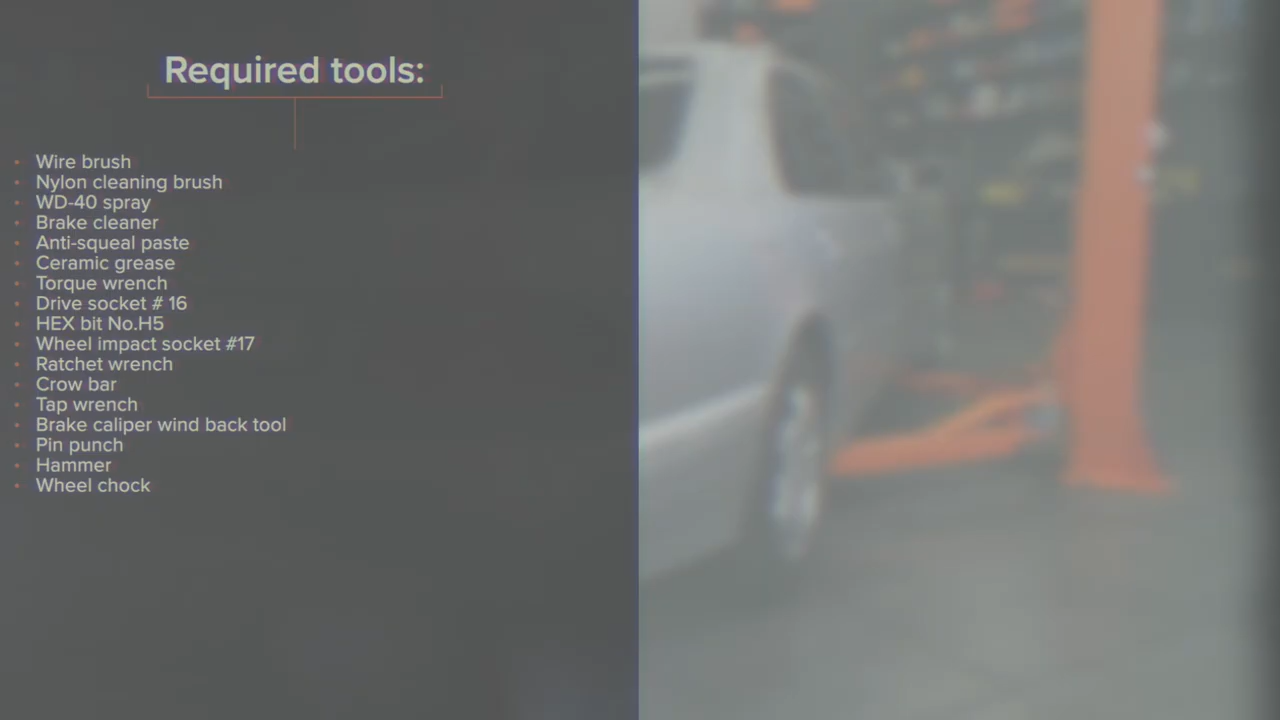 Required tools:
Wire brush
Nylon cleaning brush
WD-40 spray
Brake cleaner
Anti-squeal paste
Ceramic grease
Torque wrench
Drive socket # 16
HEX bit No.H5
Wheel impact socket #17
Ratchet wrench
Crow bar
Tap wrench
Brake caliper wind back tool
Pin punch
Hammer
Wheel chock